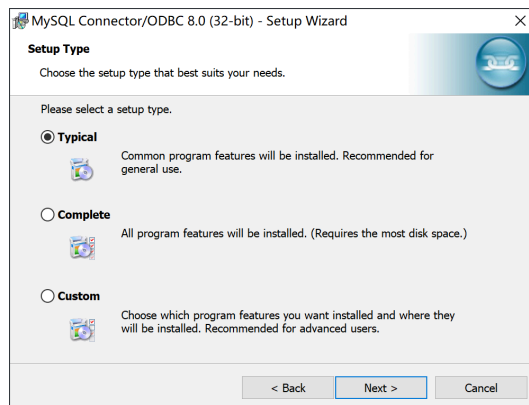 MySQL Connector/ODBC 8.0 (32-bit) - Setup Wizard
Setup Type
Choose the setup type that best suits your needs.
Please select a setup type.
Typical
Common program features will be installed. Recommended for
general use.
Complete
All program features will be installed. (Requires the most disk space.)
Custom
Choose which program features you want installed and where they
will be installed. Recommended for advanced users.
< Back Next > Cancel